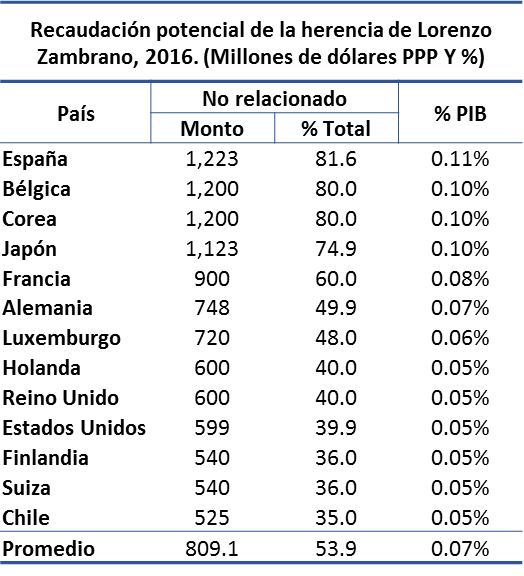 Recaudación potencial de la herencia de Lorenzo
Zambrano, 2016. (Millones de dólares PPP Y %)
País No relacionado % PIB
Monto % Total
España 1,223 81.6 0.11%
Bélgica 1,200 80.0 0.10%
Corea 1,200 80.0 0.10%
Japón 1,123 74.9 0.10%
Francia 900 60.0 0.08%
Alemania 748 49.9 0.07%
Luxemburgo 720 48.0 0.06%
Holanda 600 40.0 0.05%
Reino Unido 600 40.0 0.05%
Estados Unidos 599 39.9 0.05%
Finlandia 540 36.0 0.05%
Suiza 540 36.0 0.05%
Chile 525 35.0 0.05%
Promedio 809.1 53.9 0.07%